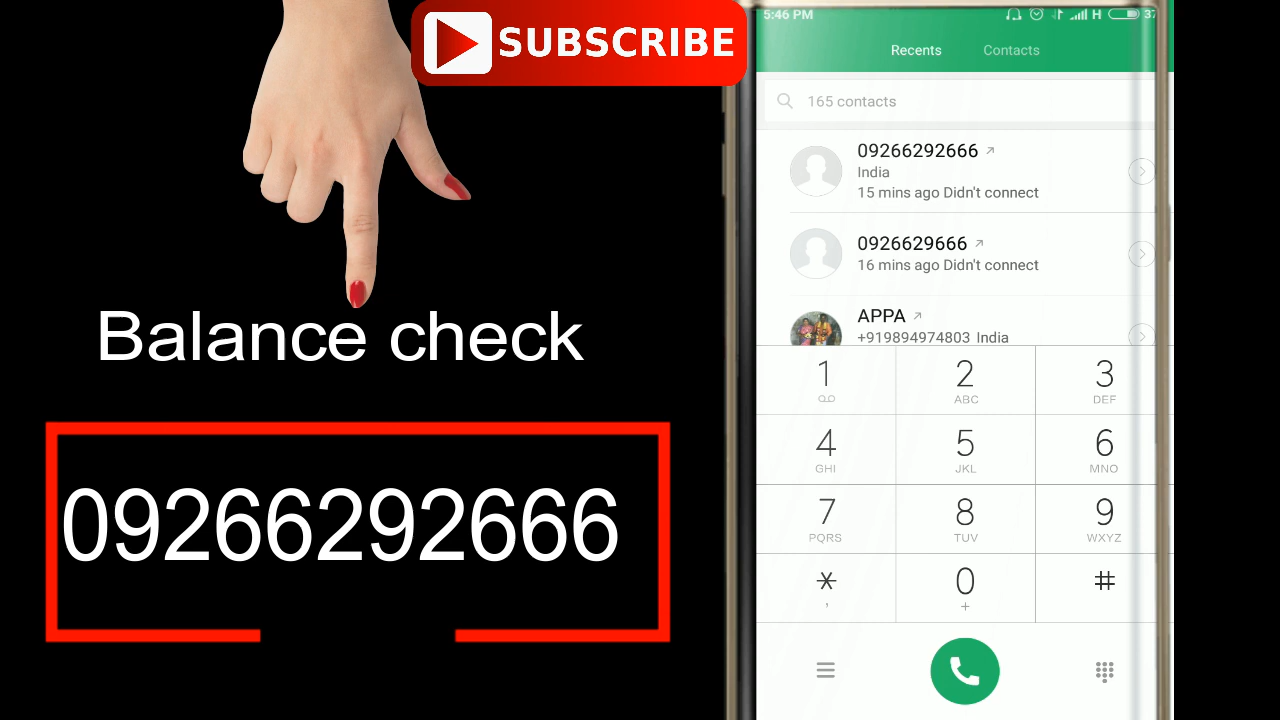 SUBSCRIBE
Balance check
09266292666
5:46 PM
H
37
Recents
Contacts
165 contacts
09266292666
India
15 mins ago Didn't connect
0926629666
16 mins ago Didn't connect
APPA
+919894974803 India
1 2 3
ABC DEF
4 5 6
GHI JKL MNO
7 8 9
PQRS TUV WXYZ
* 0 #
, +